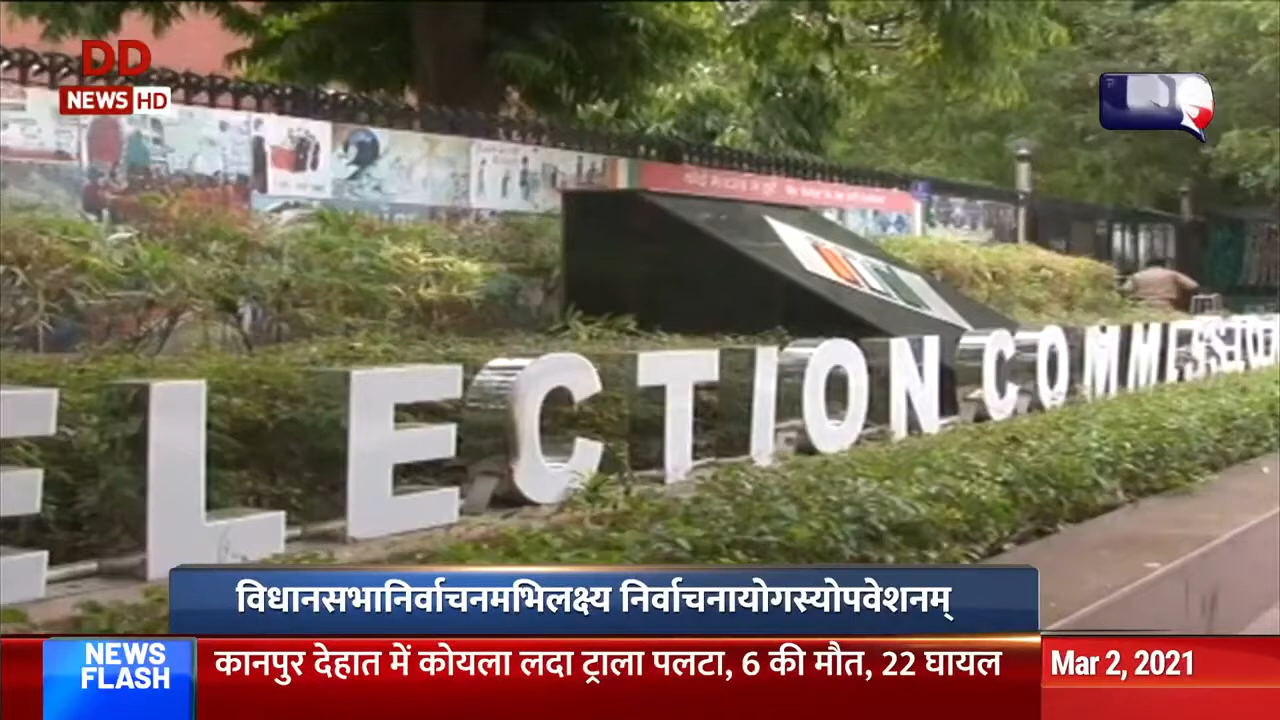 DD
NEWS HD
ELECTION COMMISSION
विधानसभानिर्वाचनमभिलक्ष्य निर्वाचनायोगस्योपवेशनम्
NEWS
FLASH
कानपुर देहात में कोयला लदा ट्राला पलटा, 6 की मौत, 22 घायल
Mar 2, 2021